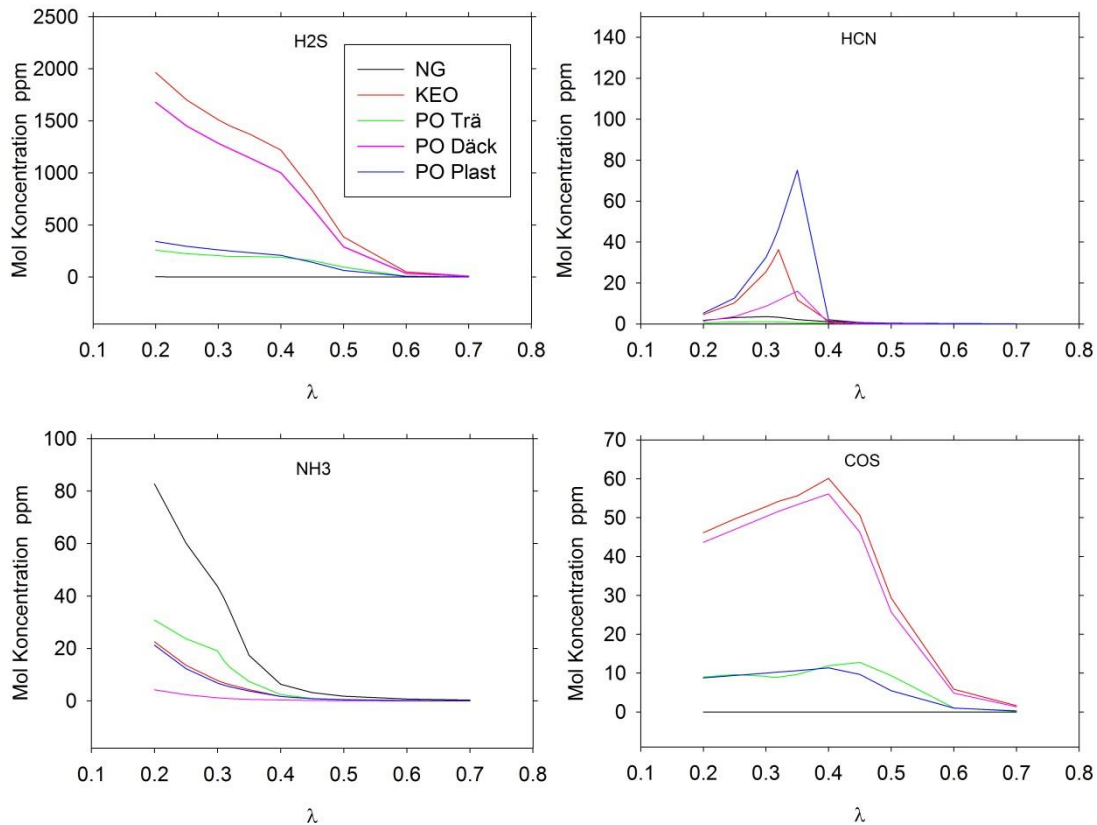 H2S
NG
KEO
PO Trä
PO Däck
PO Plast
Mol Koncentration ppm
2500
2000
1500
1000
500
0
0.1 0.2 0.3 0.4 0.5 0.6 0.7 0.8
λ
HCN
Mol Koncentration ppm
140
120
100
80
60
40
20
0
0.1 0.2 0.3 0.4 0.5 0.6 0.7 0.8
λ
NH3
Mol Koncentration ppm
100
80
60
40
20
0
0.1 0.2 0.3 0.4 0.5 0.6 0.7 0.8
λ
COS
Mol Koncentration ppm
70
60
50
40
30
20
10
0
0.1 0.2 0.3 0.4 0.5 0.6 0.7 0.8
λ